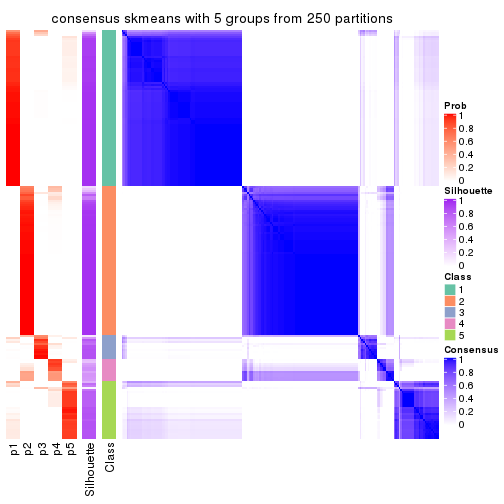 consensus skmeans with 5 groups from 250 partitions
Prob
1
0.8
0.6
0.4
0.2
0
Silhouette
1
0.8
0.6
0.4
0.2
0
Class
1
2
3
4
5
Consensus
1
0.8
0.6
0.4
0.2
0
p1
p2
p3
p4
p5
Silhouette
Class